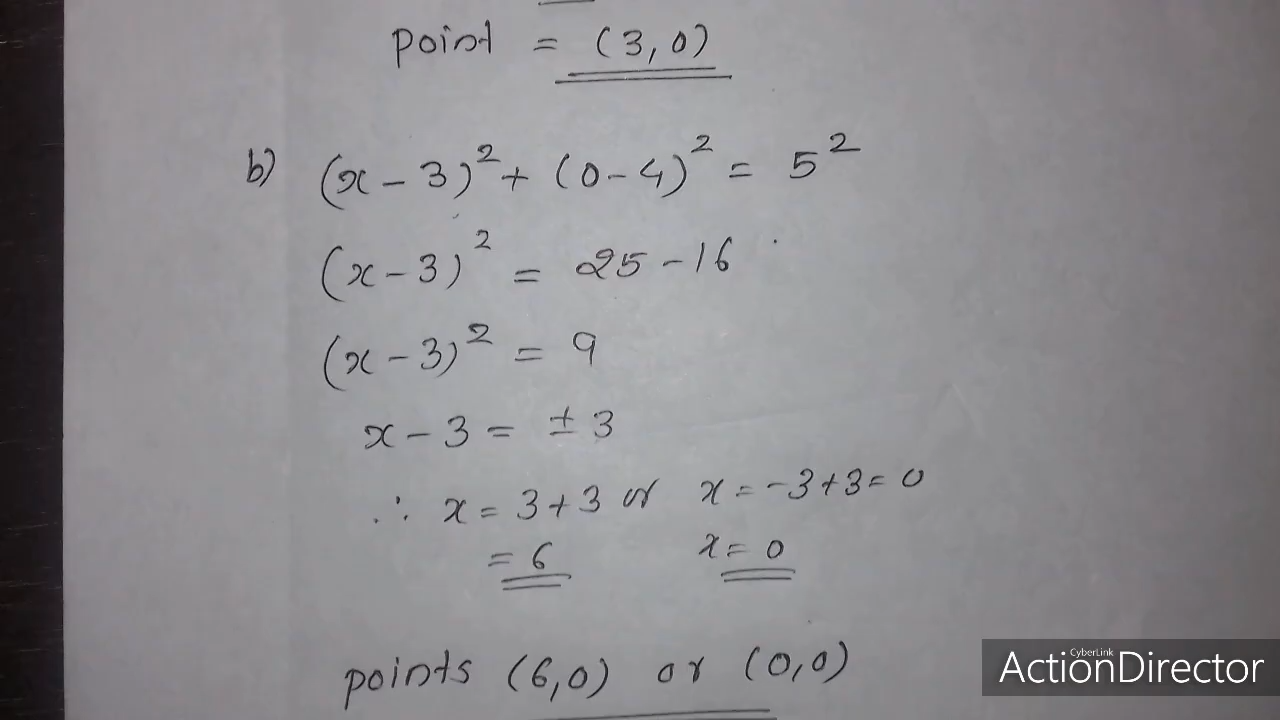 point = (3,0)
b) (x-3)² + (0-4)² = 5²
(x-3)² = 25-16
(x-3)² = 9
x-3 = ±3
∴ x = 3+3 or x = -3+3 = 0
= 6 x = 0
points (6,0) or (0,0)
CyberLink
ActionDirector